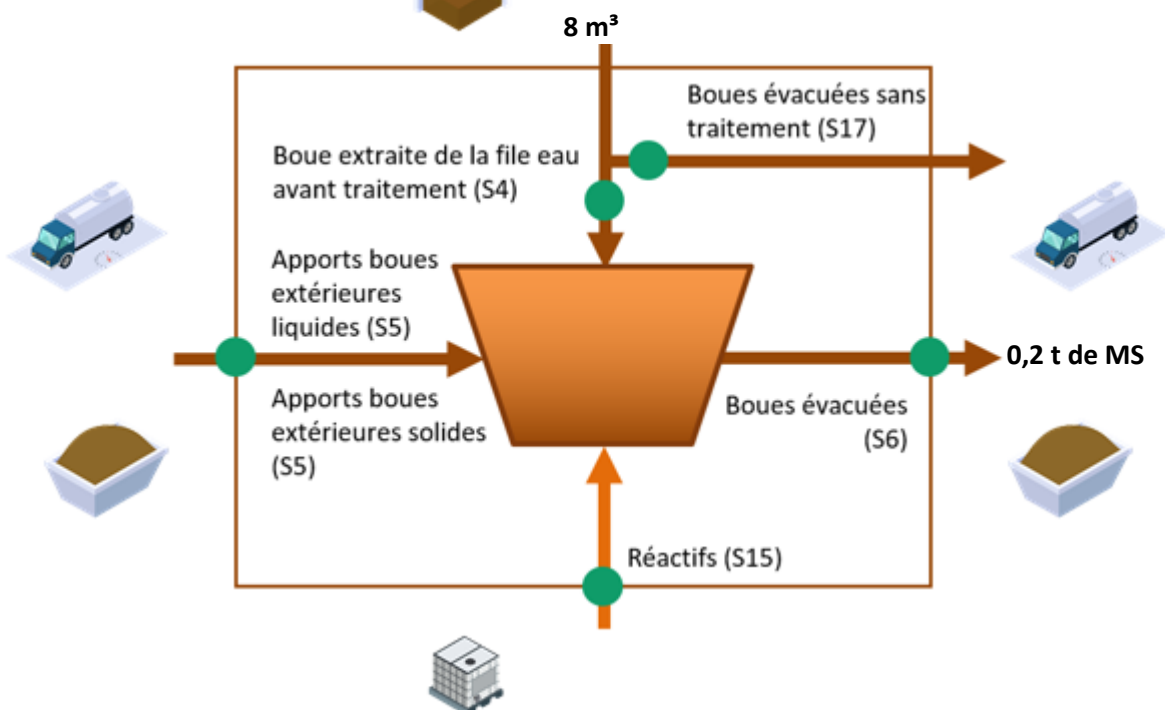 8 m³
Boues évacuées sans
traitement (S17)
Boue extraite de la file eau
avant traitement (S4)
Apports boues
extérieures
liquides (S5)
0,2 t de MS
Apports boues
extérieures solides
(S5)
Boues évacuées
(S6)
Réactifs (S15)